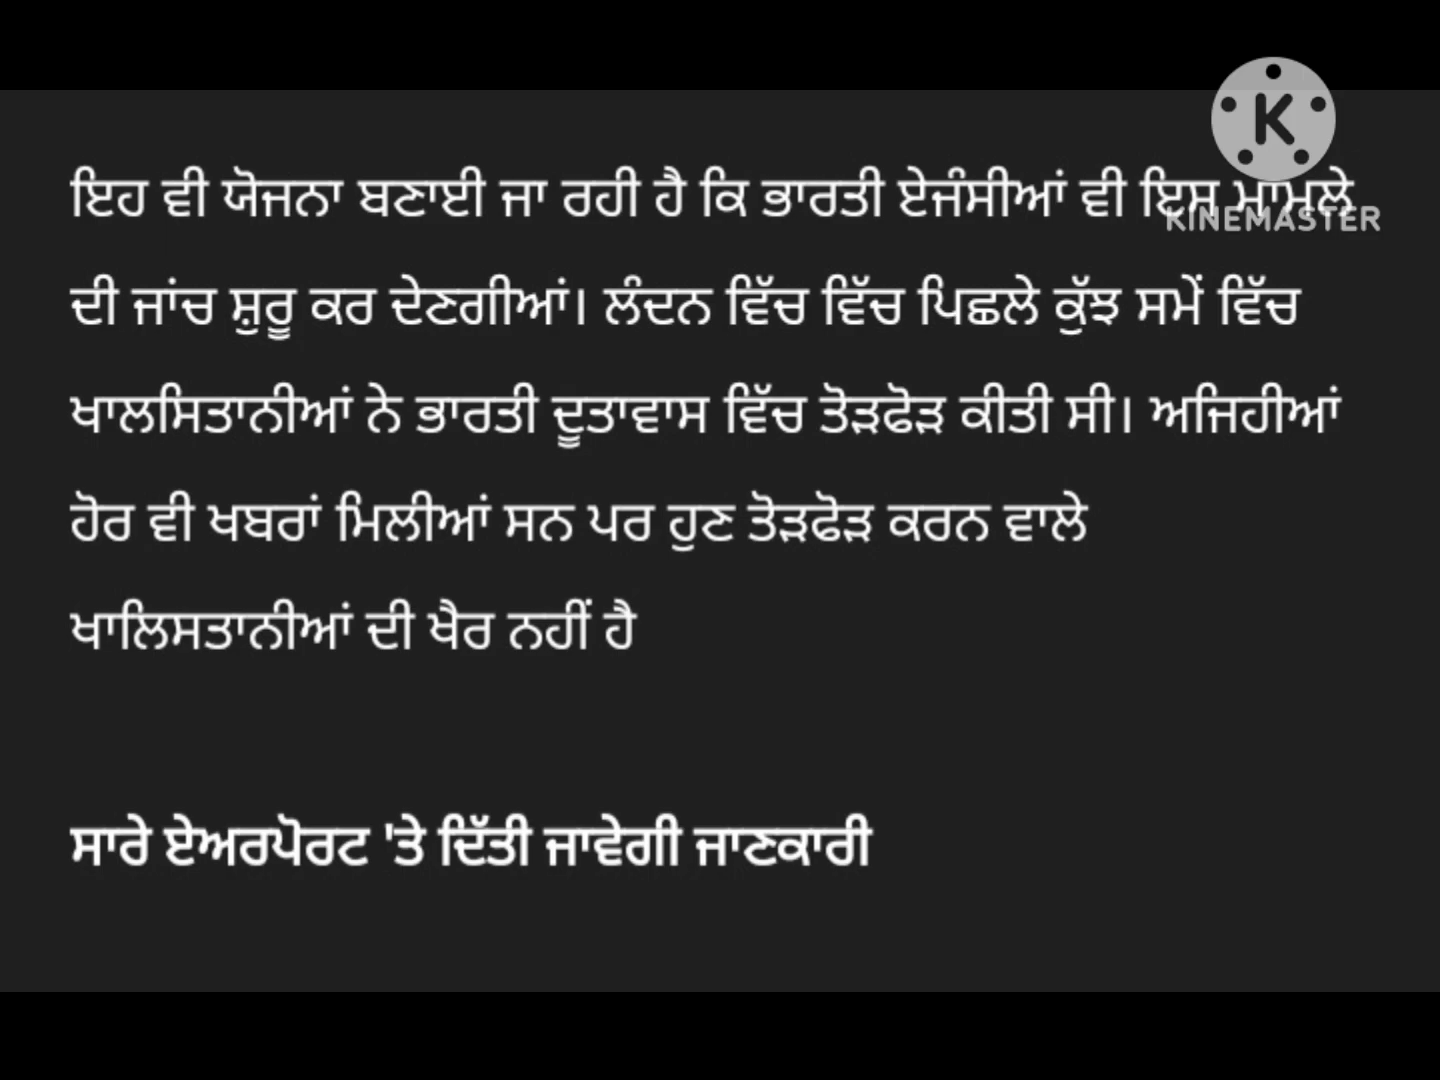 ਇਹ ਵੀ ਯੋਜਨਾ ਬਣਾਈ ਜਾ ਰਹੀ ਹੈ ਕਿ ਭਾਰਤੀ ਏਜੰਸੀਆਂ ਵੀ ਇਸ ਮਾਮਲੇ
KINEMASTER
ਦੀ ਜਾਂਚ ਸ਼ੁਰੂ ਕਰ ਦੇਣਗੀਆਂ। ਲੰਦਨ ਵਿੱਚ ਵਿੱਚ ਪਿਛਲੇ ਕੁੱਝ ਸਮੇਂ ਵਿੱਚ
ਖਾਲਸਿਤਾਨੀਆਂ ਨੇ ਭਾਰਤੀ ਦੂਤਾਵਾਸ ਵਿੱਚ ਤੋੜਫੋੜ ਕੀਤੀ ਸੀ। ਅਜਿਹੀਆਂ
ਹੋਰ ਵੀ ਖਬਰਾਂ ਮਿਲੀਆਂ ਸਨ ਪਰ ਹੁਣ ਤੋੜਫੋੜ ਕਰਨ ਵਾਲੇ
ਖਾਲਿਸਤਾਨੀਆਂ ਦੀ ਖੈਰ ਨਹੀਂ ਹੈ
ਸਾਰੇ ਏਅਰਪੋਰਟ 'ਤੇ ਦਿੱਤੀ ਜਾਵੇਗੀ ਜਾਣਕਾਰੀ